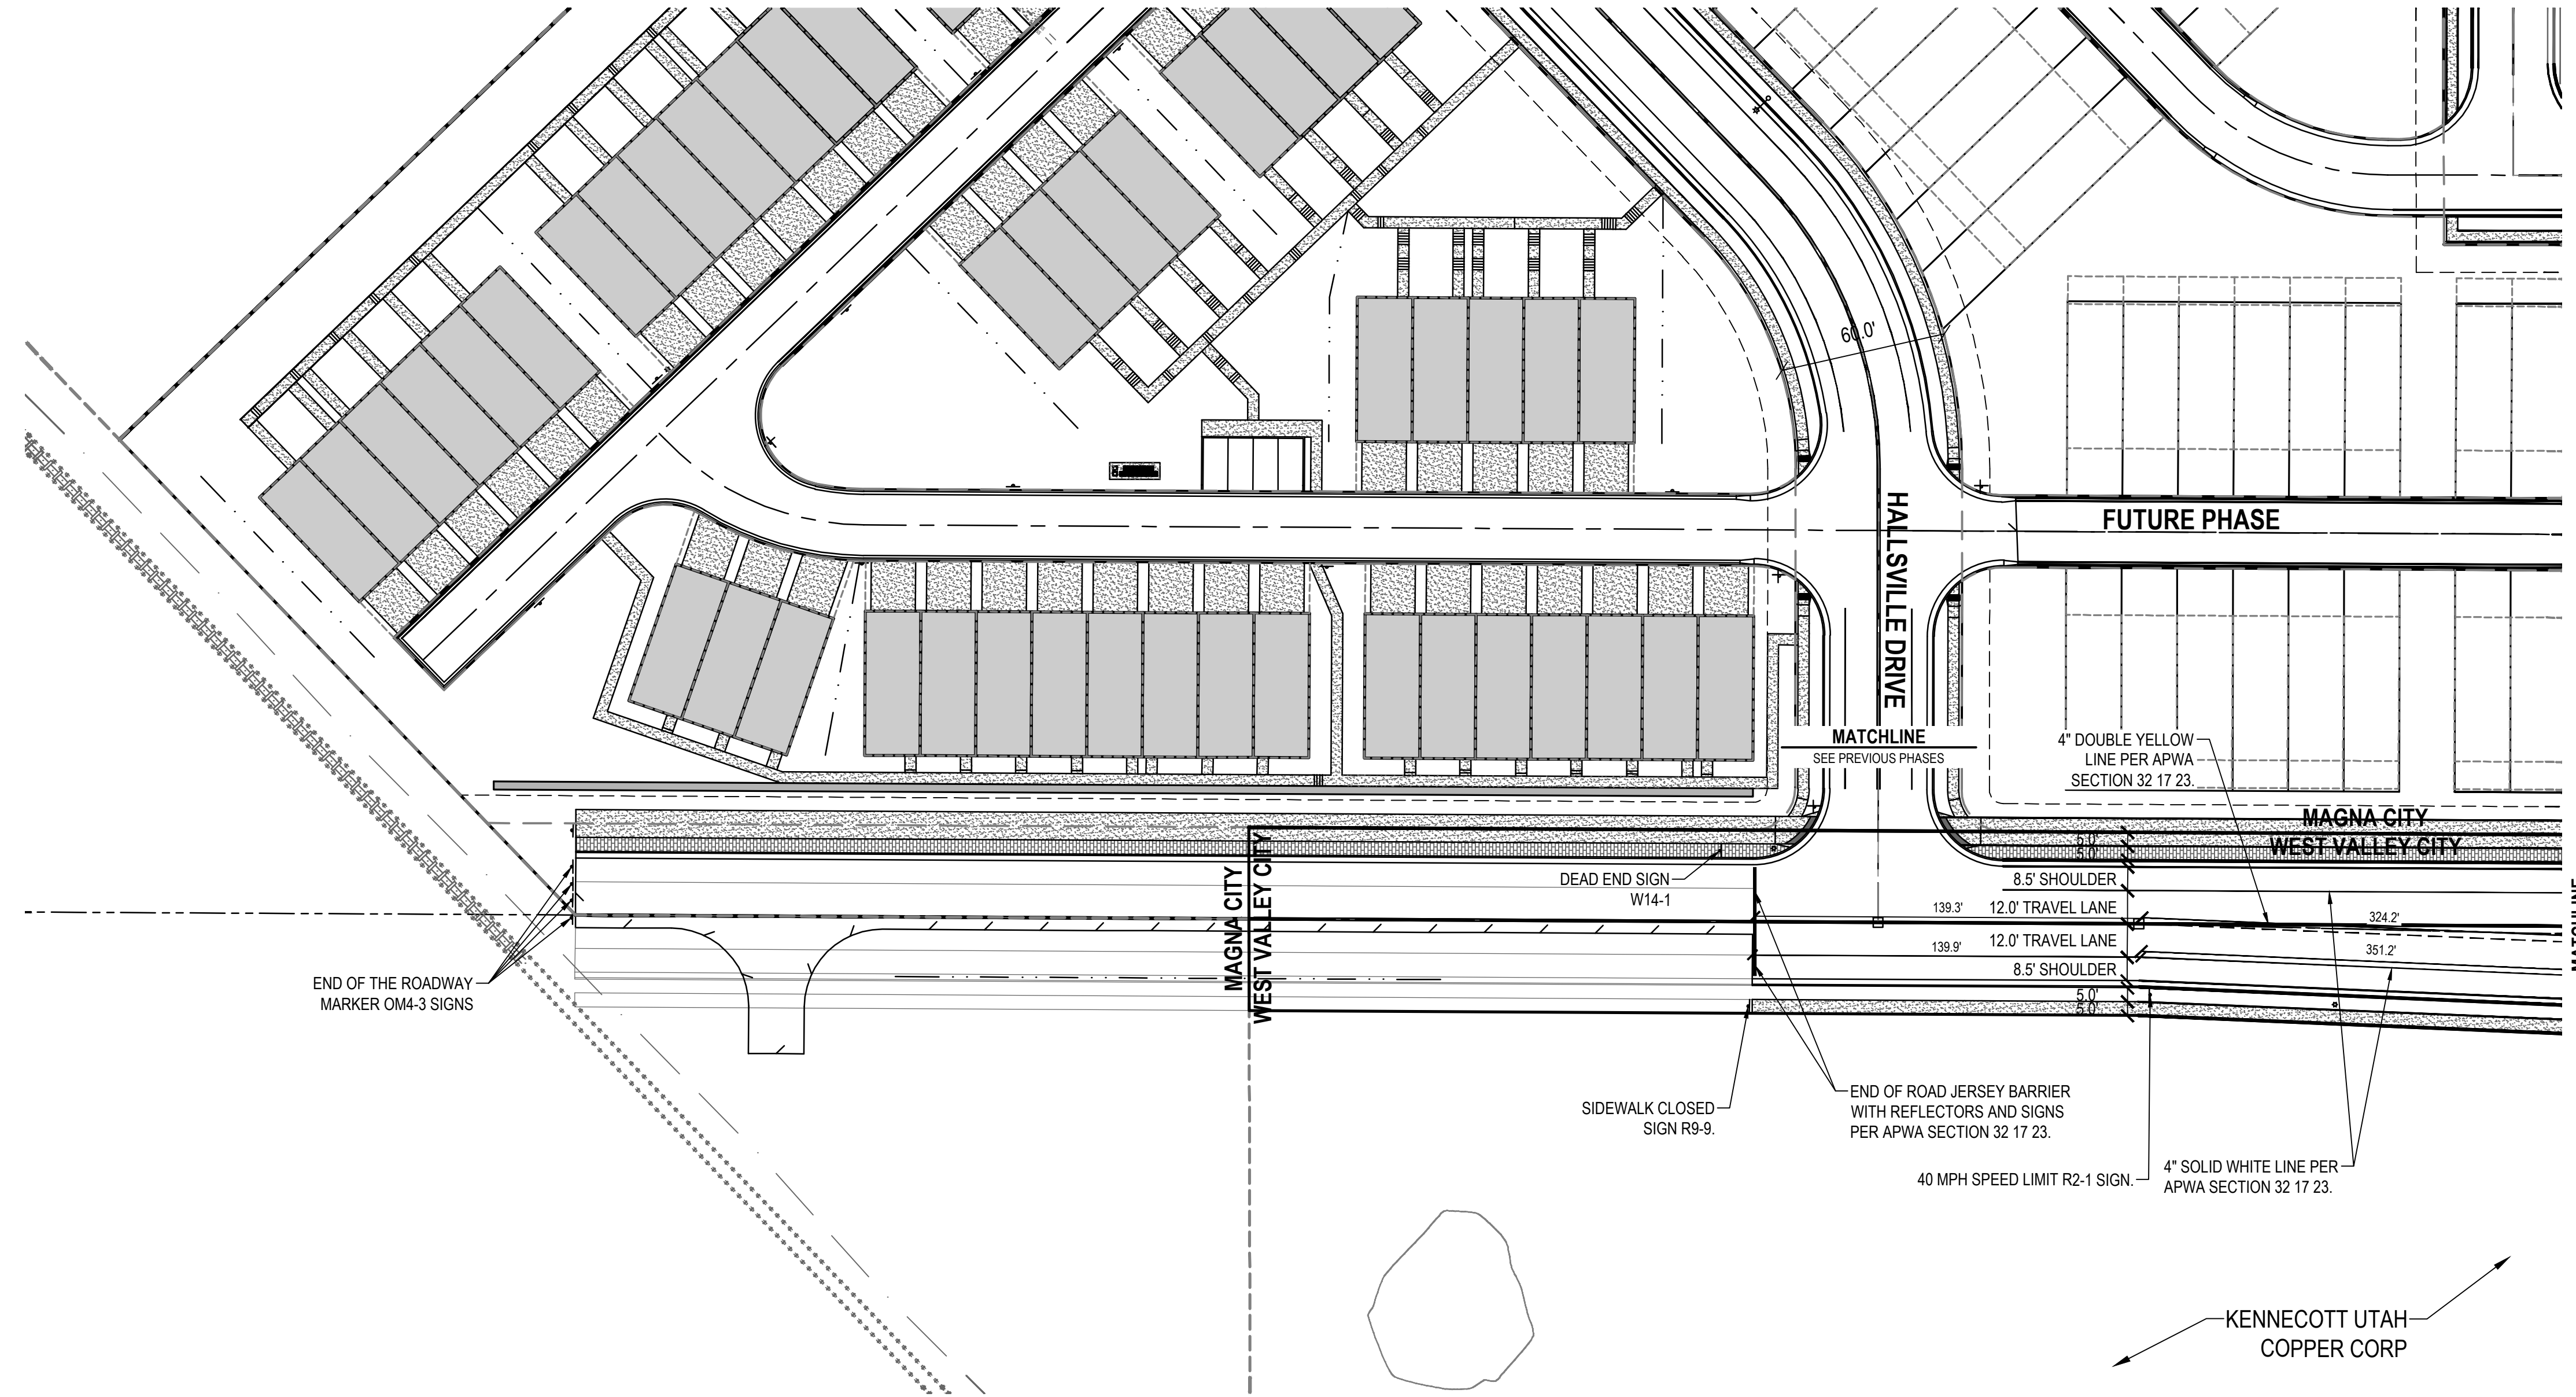 60.0'
HALLSVILLE DRIVE
FUTURE PHASE
MATCHLINE
SEE PREVIOUS PHASES
4" DOUBLE YELLOW
LINE PER APWA
SECTION 32 17 23.
MAGNA CITY
WEST VALLEY CITY
5.0'
5.0'
MAGNA CITY
WEST VALLEY CITY
DEAD END SIGN
W14-1
8.5' SHOULDER
139.3'
12.0' TRAVEL LANE
324.2'
139.9'
12.0' TRAVEL LANE
351.2'
8.5' SHOULDER
5.0'
5.0'
MATCHLINE
END OF THE ROADWAY
MARKER OM4-3 SIGNS
SIDEWALK CLOSED
SIGN R9-9.
END OF ROAD JERSEY BARRIER
WITH REFLECTORS AND SIGNS
PER APWA SECTION 32 17 23.
40 MPH SPEED LIMIT R2-1 SIGN.
4" SOLID WHITE LINE PER
APWA SECTION 32 17 23.
KENNECOTT UTAH
COPPER CORP